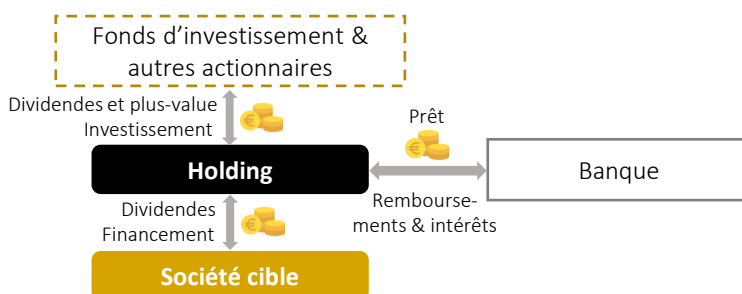 Fonds d’investissement &
autres actionnaires
Dividendes et plus-value
Investissement
Prêt
Holding
Banque
Dividendes
Financement
Rembourse-
ments & intérêts
Société cible